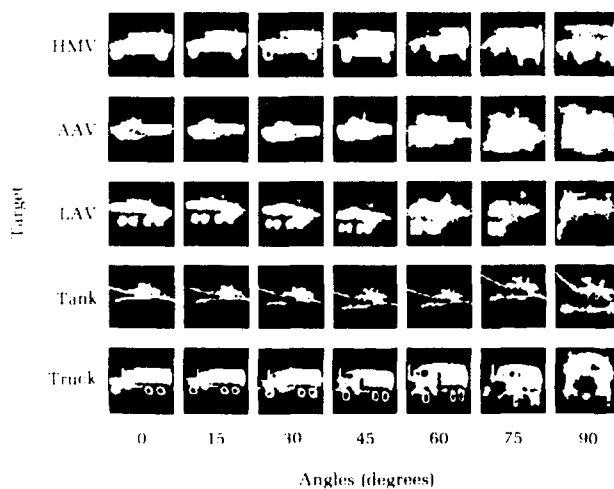 HMV
AAV
LAV
Target
Tank
Truck
0 15 30 45 60 75 90
Angles (degrees)